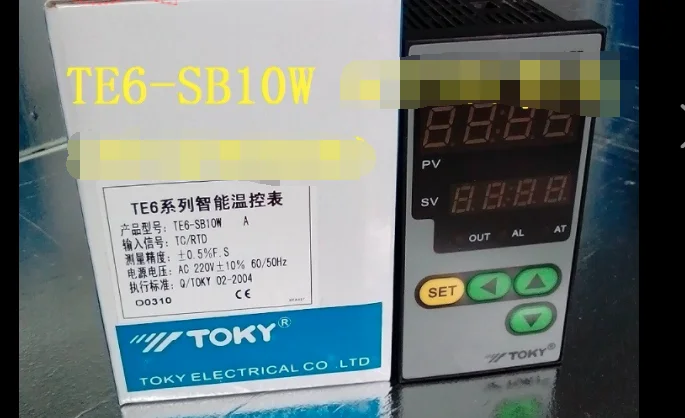 TE6-SB10W
TE6系列智能温控表
产品型号: TE6-SB10W A
输入信号: TC/RTD
测量精度: ±0.5%F.S
电源电压: AC 220V±10% 60/50Hz
执行标准: Q/TOKY 02-2004
00310 CE
TOKY®
TOKY ELECTRICAL CO .LTD
PV
SV
OUT AL AT
SET
TOKY®